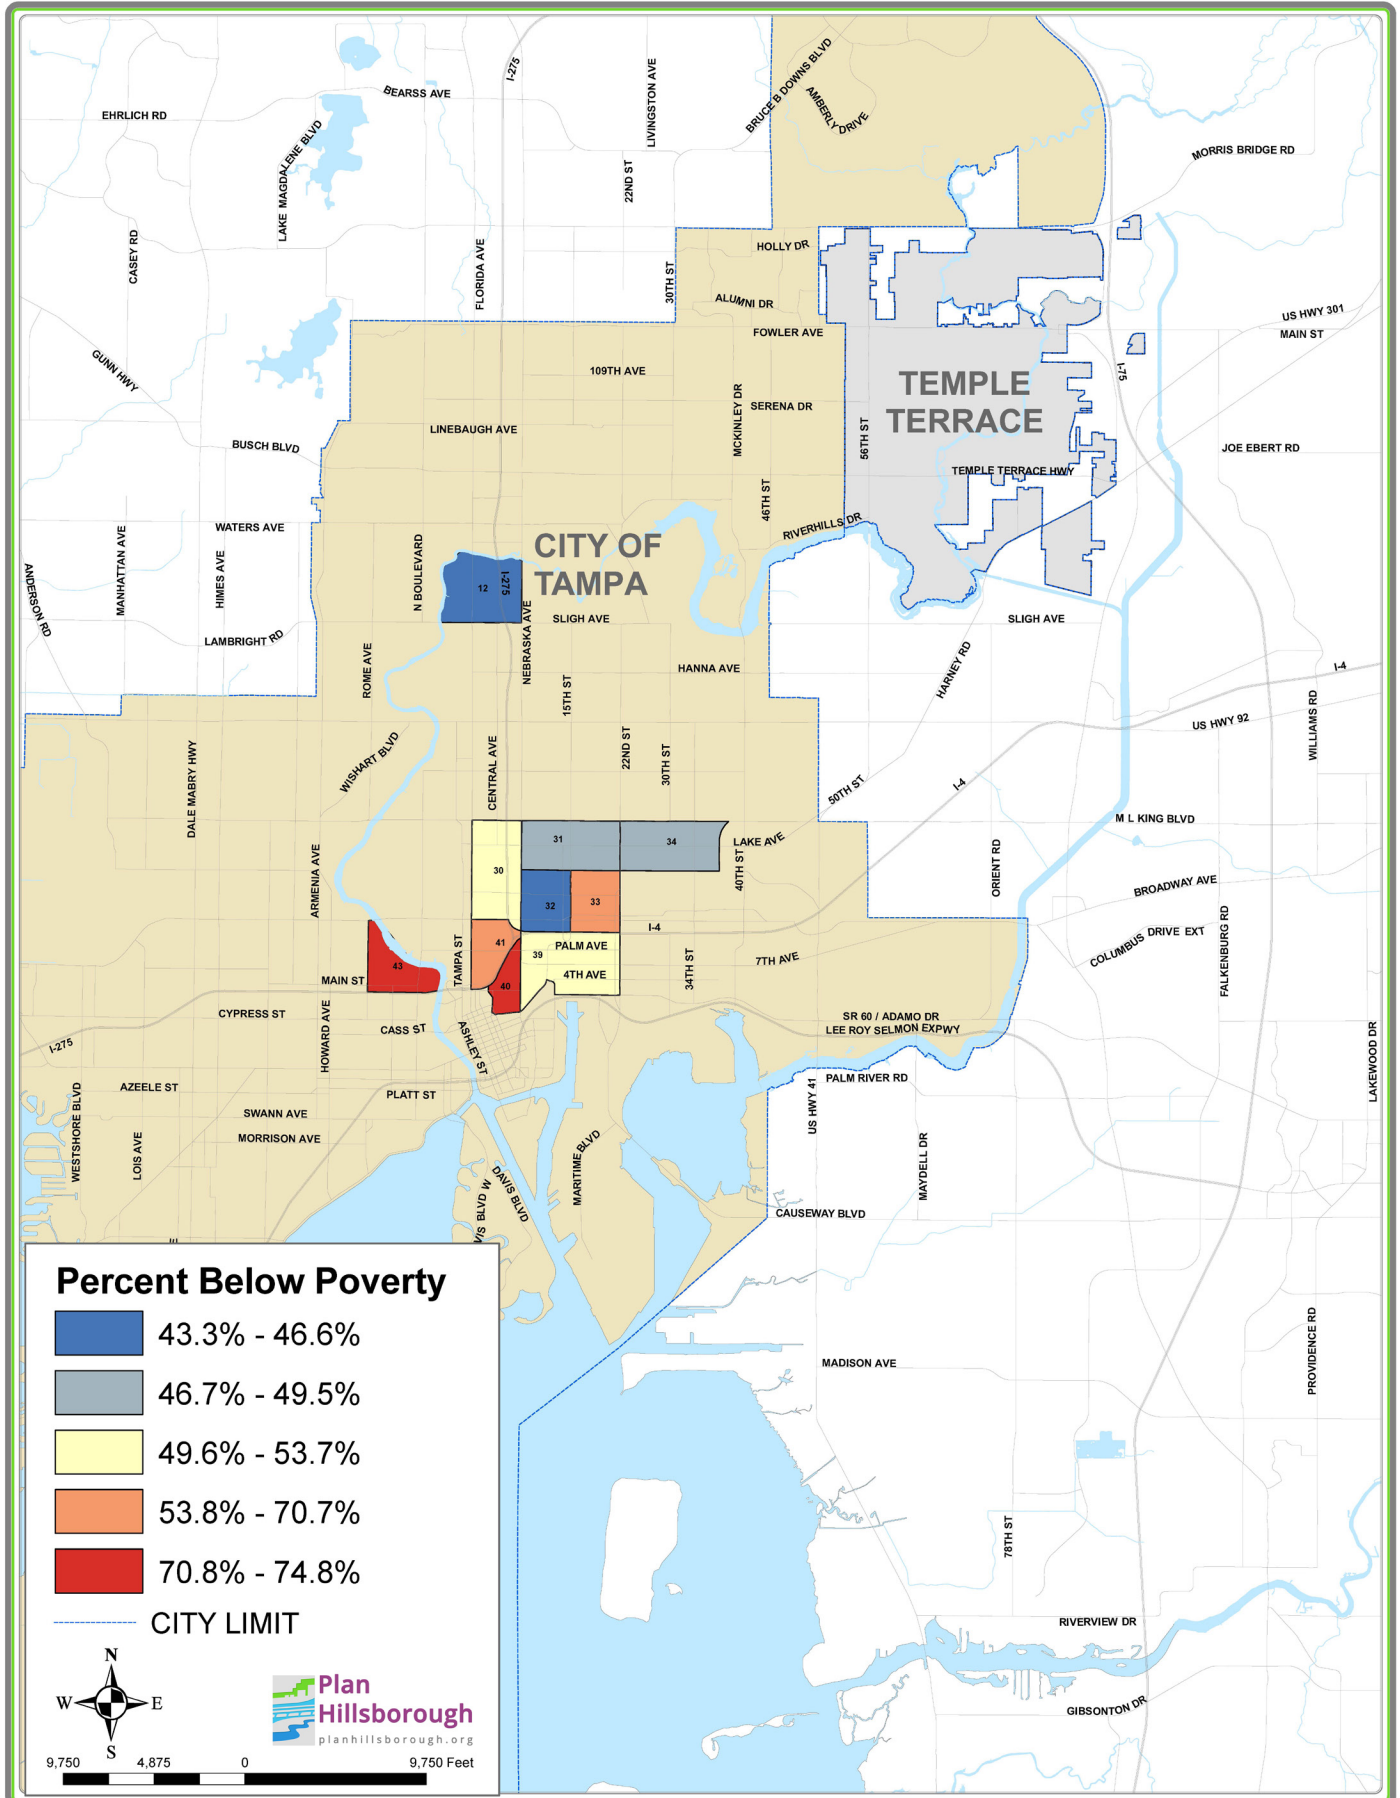 I-275
BEARSS AVE
LIVINGSTON AVE
BRUCE B DOWNS BLVD
AMBERLY DRIVE
EHRLICH RD
LAKE MAGDALENE BLVD
MORRIS BRIDGE RD
22ND ST
CASEY RD
FLORIDA AVE
30TH ST
HOLLY DR
ALUMNI DR
FOWLER AVE
US HWY 301
MAIN ST
GUNN HWY
109TH AVE
I-75
TEMPLE
TERRACE
MCKINLEY DR
SERENA DR
LINEBAUGH AVE
BUSCH BLVD
56TH ST
JOE EBERT RD
TEMPLE TERRACE HWY
46TH ST
WATERS AVE
RIVERHILLS DR
CITY OF
TAMPA
MANHATTAN AVE
HIMES AVE
N BOULEVARD
ANDERSON RD
12
I-275
SLIGH AVE
SLIGH AVE
LAMBRIGHT RD
NEBRASKA AVE
ROME AVE
HANNA AVE
HARNEY RD
I-4
15TH ST
WILLIAMS RD
US HWY 92
22ND ST
30TH ST
CENTRAL AVE
WISHART BLVD
DALE MABRY HWY
50TH ST
I-4
M L KING BLVD
31
34
LAKE AVE
40TH ST
30
ORIENT RD
ARMENIA AVE
BROADWAY AVE
32
33
I-4
41
PALM AVE
39
COLUMBUS DRIVE EXT
FALKENBURG RD
7TH AVE
TAMPA ST
43
4TH AVE
34TH ST
MAIN ST
40
CYPRESS ST
HOWARD AVE
CASS ST
ASHLEY ST
SR 60 / ADAMO DR
LEE ROY SELMON EXPWY
I-275
LAKEWOOD DR
PALM RIVER RD
AZEELE ST
PLATT ST
US HWY 41
WESTSHORE BLVD
SWANN AVE
MORRISON AVE
LOIS AVE
MARITIME BLVD
MAYDELL DR
DAVIS BLVD
VIS BLVD W
CAUSEWAY BLVD
Percent Below Poverty
43.3% - 46.6%
46.7% - 49.5%
49.6% - 53.7%
53.8% - 70.7%
70.8% - 74.8%
CITY LIMIT
MADISON AVE
PROVIDENCE RD
78TH ST
RIVERVIEW DR
GIBSONTON DR
N
W
E
S
Plan
Hillsborough
planhillsborough.org
9,750
4,875
0
9,750 Feet